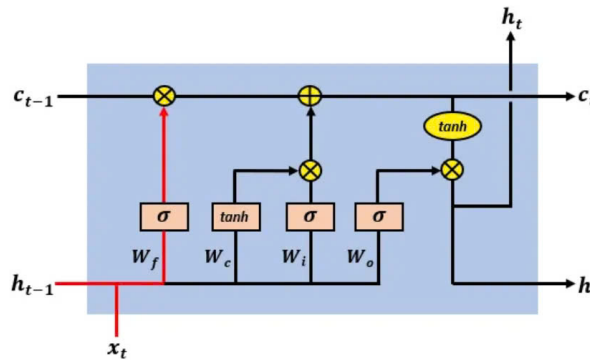 h_t
c_{t-1} c
tanh
σ tanh σ σ
W_f W_c W_i W_o
h_{t-1} h
x_t